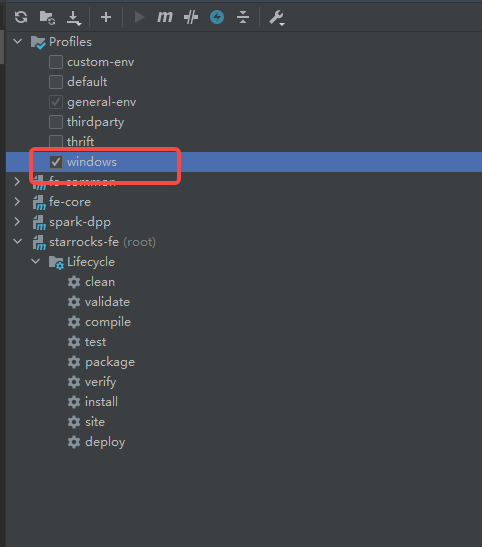 Profiles
custom-env
default
general-env
thirdparty
thrift
windows
fe-common
fe-core
spark-dpp
starrocks-fe (root)
Lifecycle
clean
validate
compile
test
package
verify
install
site
deploy